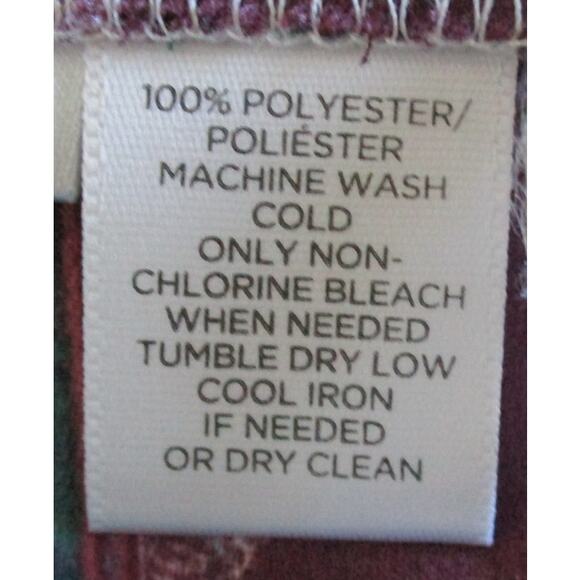 100% POLYESTER/
POLIÉSTER
MACHINE WASH
COLD
ONLY NON-
CHLORINE BLEACH
WHEN NEEDED
TUMBLE DRY LOW
COOL IRON
IF NEEDED
OR DRY CLEAN